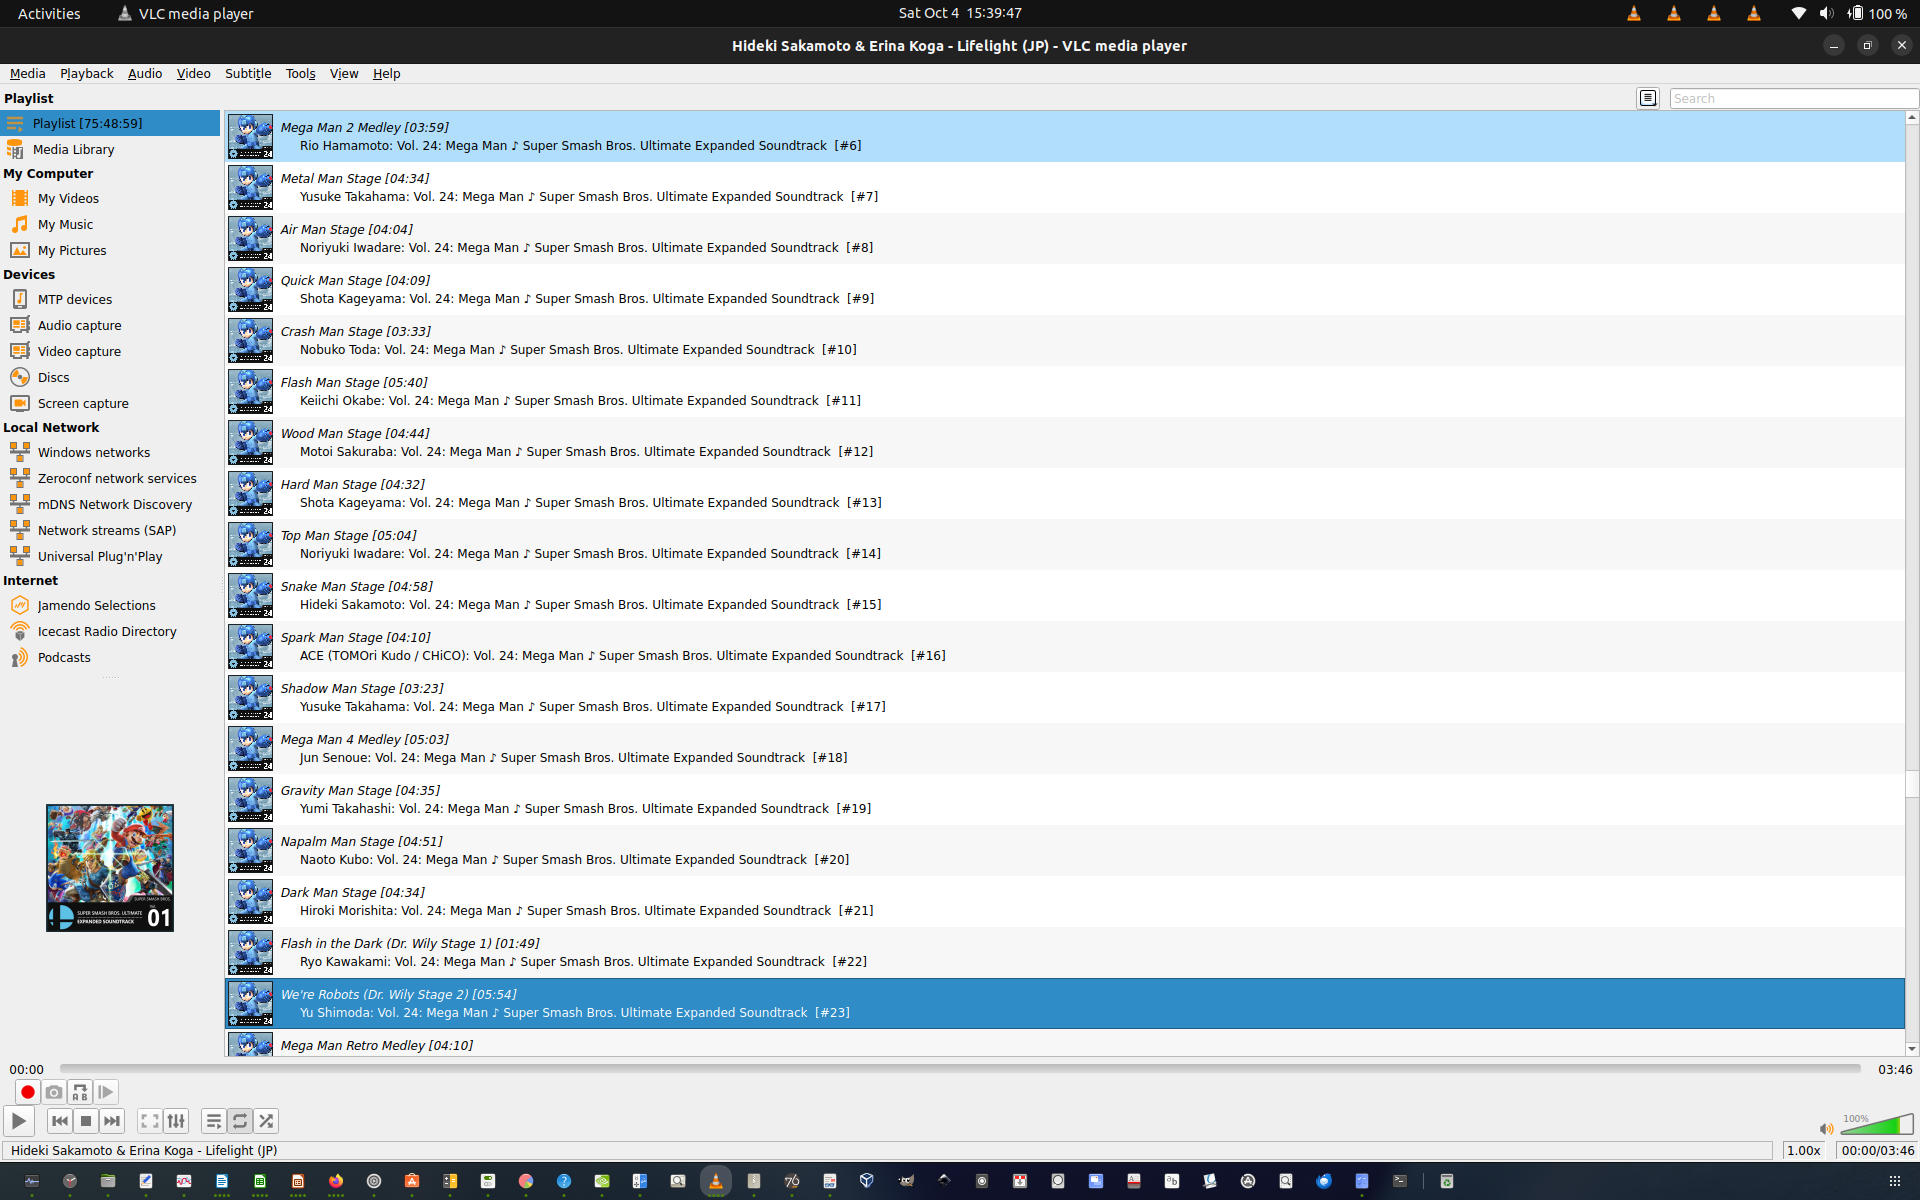 Activities
VLC media player
Sat Oct 4 15:39:47
100 %
Hideki Sakamoto & Erina Koga - Lifelight (JP) - VLC media player
Media Playback Audio Video Subtitle Tools View Help
Playlist
Search
Playlist [75:48:59]
Media Library
My Computer
My Videos
My Music
My Pictures
Devices
MTP devices
Audio capture
Video capture
Discs
Screen capture
Local Network
Windows networks
Zeroconf network services
mDNS Network Discovery
Network streams (SAP)
Universal Plug'n'Play
Internet
Jamendo Selections
Icecast Radio Directory
Podcasts
SUPER SMASH BROS. ULTIMATE
EXPANDED SOUNDTRACK
01
Mega Man 2 Medley [03:59]
Rio Hamamoto: Vol. 24: Mega Man ♪ Super Smash Bros. Ultimate Expanded Soundtrack [#6]
Metal Man Stage [04:34]
Yusuke Takahama: Vol. 24: Mega Man ♪ Super Smash Bros. Ultimate Expanded Soundtrack [#7]
Air Man Stage [04:04]
Noriyuki Iwadare: Vol. 24: Mega Man ♪ Super Smash Bros. Ultimate Expanded Soundtrack [#8]
Quick Man Stage [04:09]
Shota Kageyama: Vol. 24: Mega Man ♪ Super Smash Bros. Ultimate Expanded Soundtrack [#9]
Crash Man Stage [03:33]
Nobuko Toda: Vol. 24: Mega Man ♪ Super Smash Bros. Ultimate Expanded Soundtrack [#10]
Flash Man Stage [05:40]
Keiichi Okabe: Vol. 24: Mega Man ♪ Super Smash Bros. Ultimate Expanded Soundtrack [#11]
Wood Man Stage [04:44]
Motoi Sakuraba: Vol. 24: Mega Man ♪ Super Smash Bros. Ultimate Expanded Soundtrack [#12]
Hard Man Stage [04:32]
Shota Kageyama: Vol. 24: Mega Man ♪ Super Smash Bros. Ultimate Expanded Soundtrack [#13]
Top Man Stage [05:04]
Noriyuki Iwadare: Vol. 24: Mega Man ♪ Super Smash Bros. Ultimate Expanded Soundtrack [#14]
Snake Man Stage [04:58]
Hideki Sakamoto: Vol. 24: Mega Man ♪ Super Smash Bros. Ultimate Expanded Soundtrack [#15]
Spark Man Stage [04:10]
ACE (TOMOri Kudo / CHiCO): Vol. 24: Mega Man ♪ Super Smash Bros. Ultimate Expanded Soundtrack [#16]
Shadow Man Stage [03:23]
Yusuke Takahama: Vol. 24: Mega Man ♪ Super Smash Bros. Ultimate Expanded Soundtrack [#17]
Mega Man 4 Medley [05:03]
Jun Senoue: Vol. 24: Mega Man ♪ Super Smash Bros. Ultimate Expanded Soundtrack [#18]
Gravity Man Stage [04:35]
Yumi Takahashi: Vol. 24: Mega Man ♪ Super Smash Bros. Ultimate Expanded Soundtrack [#19]
Napalm Man Stage [04:51]
Naoto Kubo: Vol. 24: Mega Man ♪ Super Smash Bros. Ultimate Expanded Soundtrack [#20]
Dark Man Stage [04:34]
Hiroki Morishita: Vol. 24: Mega Man ♪ Super Smash Bros. Ultimate Expanded Soundtrack [#21]
Flash in the Dark (Dr. Wily Stage 1) [01:49]
Ryo Kawakami: Vol. 24: Mega Man ♪ Super Smash Bros. Ultimate Expanded Soundtrack [#22]
We're Robots (Dr. Wily Stage 2) [05:54]
Yu Shimoda: Vol. 24: Mega Man ♪ Super Smash Bros. Ultimate Expanded Soundtrack [#23]
Mega Man Retro Medley [04:10]
00:00
03:46
100%
Hideki Sakamoto & Erina Koga - Lifelight (JP)
1.00x
00:00/03:46